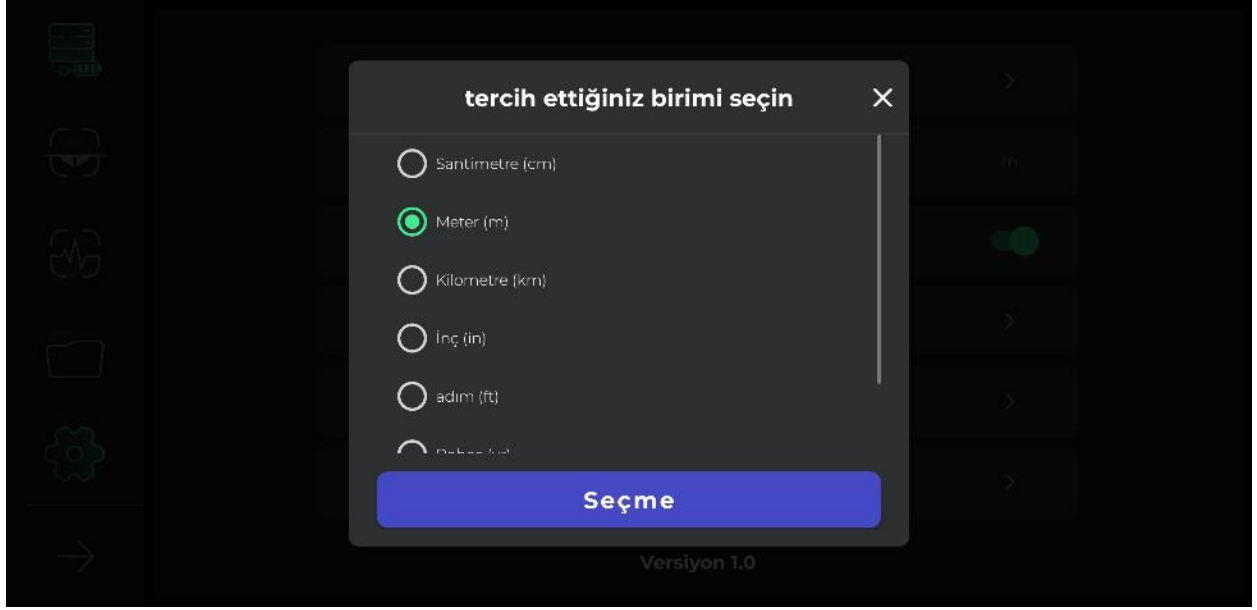 tercih ettiğiniz birimi seçin
Santimetre (cm)
Meter (m)
m
Kilometre (km)
İnç (in)
adım (ft)
Seçme
Versiyon 1.0